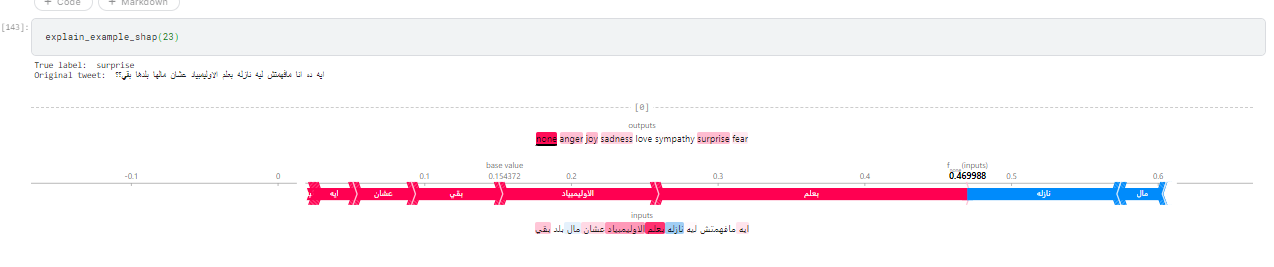 + Code + Markdown
[143]:
explain_example_shap(23)
True label: surprise
Original tweet: ايه ده انا مافهمتش ليه نازله بعلم الاوليمبياد عشان مالها بلدها بقي؟؟
[0]
outputs
none anger joy sadness love sympathy surprise fear
base value f (inputs)
-0.1 0 0.1 0.154372 0.2 0.3 0.4 0.469988 0.5 0.6
ايه عشان بقي الاوليمبياد بعلم نازله مال
inputs
ايه مافهمتش ليه نازله بعلم الاوليمبياد عشان مال بلد بقي